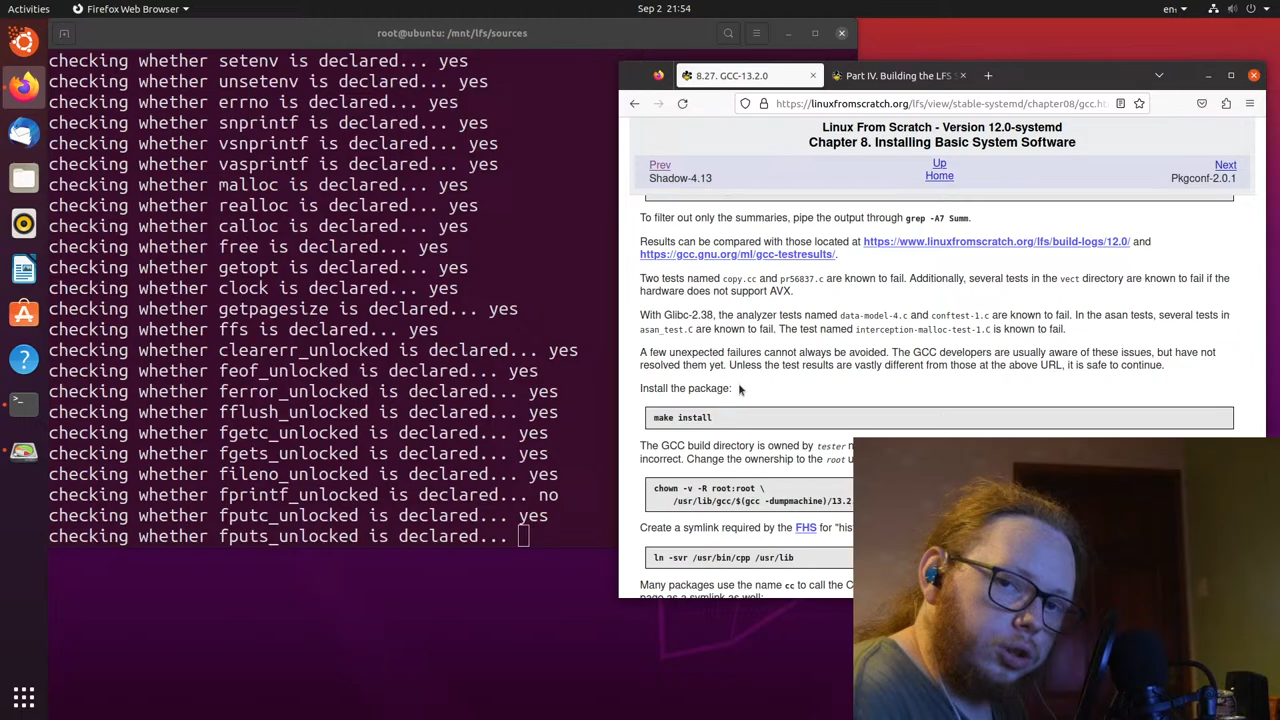 Activities
Firefox Web Browser
Sep 2 21:54
en
root@ubuntu: /mnt/lfs/sources
checking whether setenv is declared... yes
checking whether unsetenv is declared... yes
checking whether errno is declared... yes
checking whether snprintf is declared... yes
checking whether vsnprintf is declared... yes
checking whether vasprintf is declared... yes
checking whether malloc is declared... yes
checking whether realloc is declared... yes
checking whether calloc is declared... yes
checking whether free is declared... yes
checking whether getopt is declared... yes
checking whether clock is declared... yes
checking whether getpagesize is declared... yes
checking whether ffs is declared... yes
checking whether clearerr_unlocked is declared... yes
checking whether feof_unlocked is declared... yes
checking whether ferror_unlocked is declared... yes
checking whether fflush_unlocked is declared... yes
checking whether fgetc_unlocked is declared... yes
checking whether fgets_unlocked is declared... yes
checking whether fileno_unlocked is declared... yes
checking whether fprintf_unlocked is declared... no
checking whether fputc_unlocked is declared... yes
checking whether fputs_unlocked is declared...
8.27. GCC-13.2.0
Part IV. Building the LFS
https://linuxfromscratch.org/lfs/view/stable-systemd/chapter08/gcc.ht
Linux From Scratch - Version 12.0-systemd
Chapter 8. Installing Basic System Software
Prev
Up
Next
Shadow-4.13
Home
Pkgconf-2.0.1
To filter out only the summaries, pipe the output through grep -A7 Summ.
Results can be compared with those located at https://www.linuxfromscratch.org/lfs/build-logs/12.0/ and
https://gcc.gnu.org/ml/gcc-testresults/.
Two tests named copy.cc and pr56837.c are known to fail. Additionally, several tests in the vect directory are known to fail if the
hardware does not support AVX.
With Glibc-2.38, the analyzer tests named data-model-4.c and conftest-1.c are known to fail. In the asan tests, several tests in
asan_test.C are known to fail. The test named interception-malloc-test-1.C is known to fail.
A few unexpected failures cannot always be avoided. The GCC developers are usually aware of these issues, but have not
resolved them yet. Unless the test results are vastly different from those at the above URL, it is safe to continue.
Install the package:
make install
The GCC build directory is owned by tester
incorrect. Change the ownership to the root
chown -v -R root:root \
/usr/lib/gcc/$(gcc -dumpmachine)/13.2
Create a symlink required by the FHS for "his
ln -svr /usr/bin/cpp /usr/lib
Many packages use the name cc to call the C
page as a symlink as well: